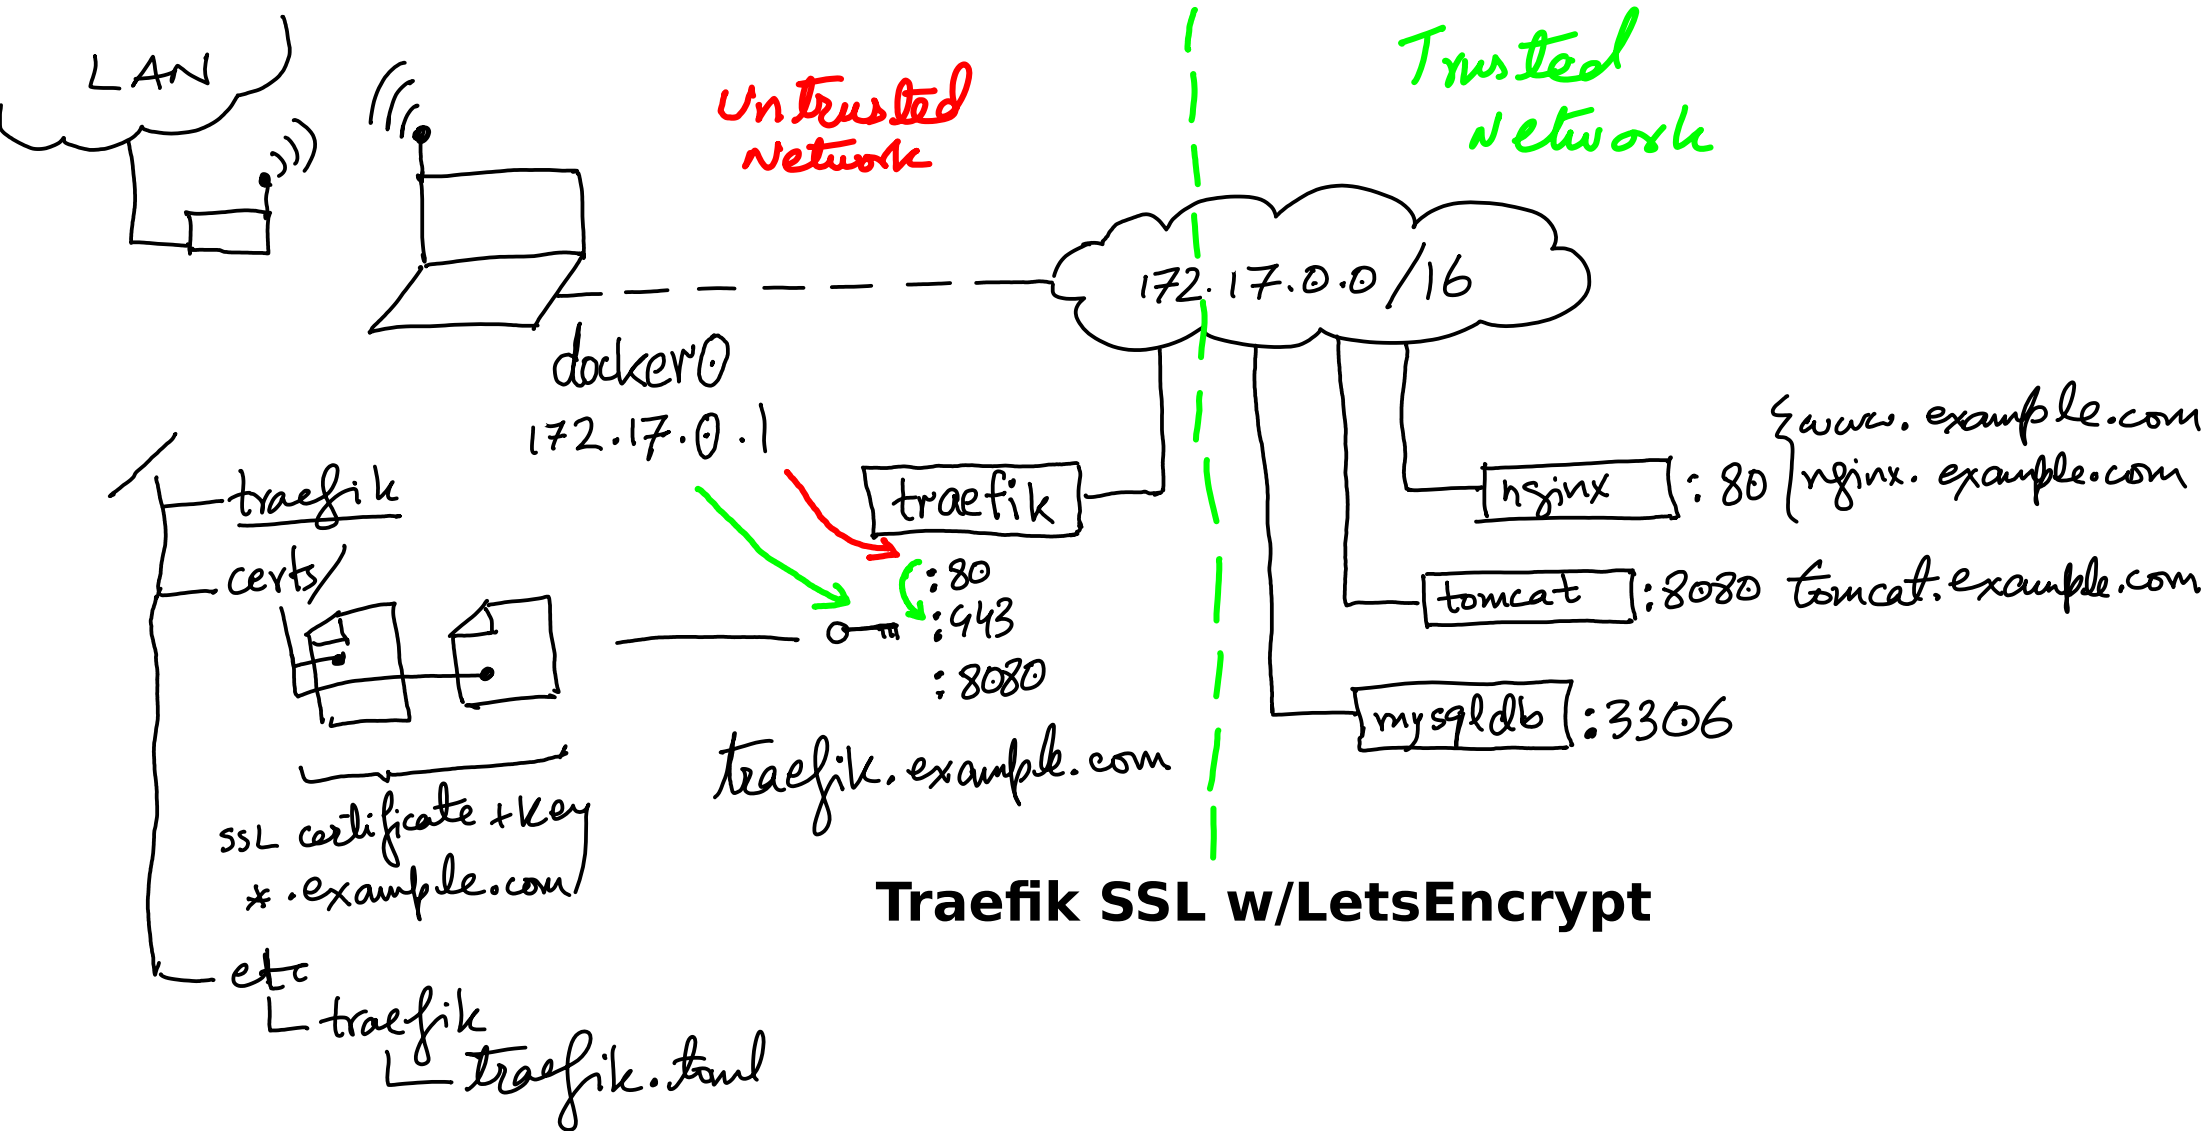 LAN
Untrusted
Network
Trusted
Network
172.17.0.0/16
docker0
172.17.0.1
traefik
:80
:443
:8080
traefik.example.com
nginx :80
www.example.com
nginx.example.com
tomcat :8080 tomcat.example.com
mysqldb :3306
/
traefik
certs/
SSL certificate + key
*.example.com
etc
traefik
traefik.toml
Traefik SSL w/LetsEncrypt